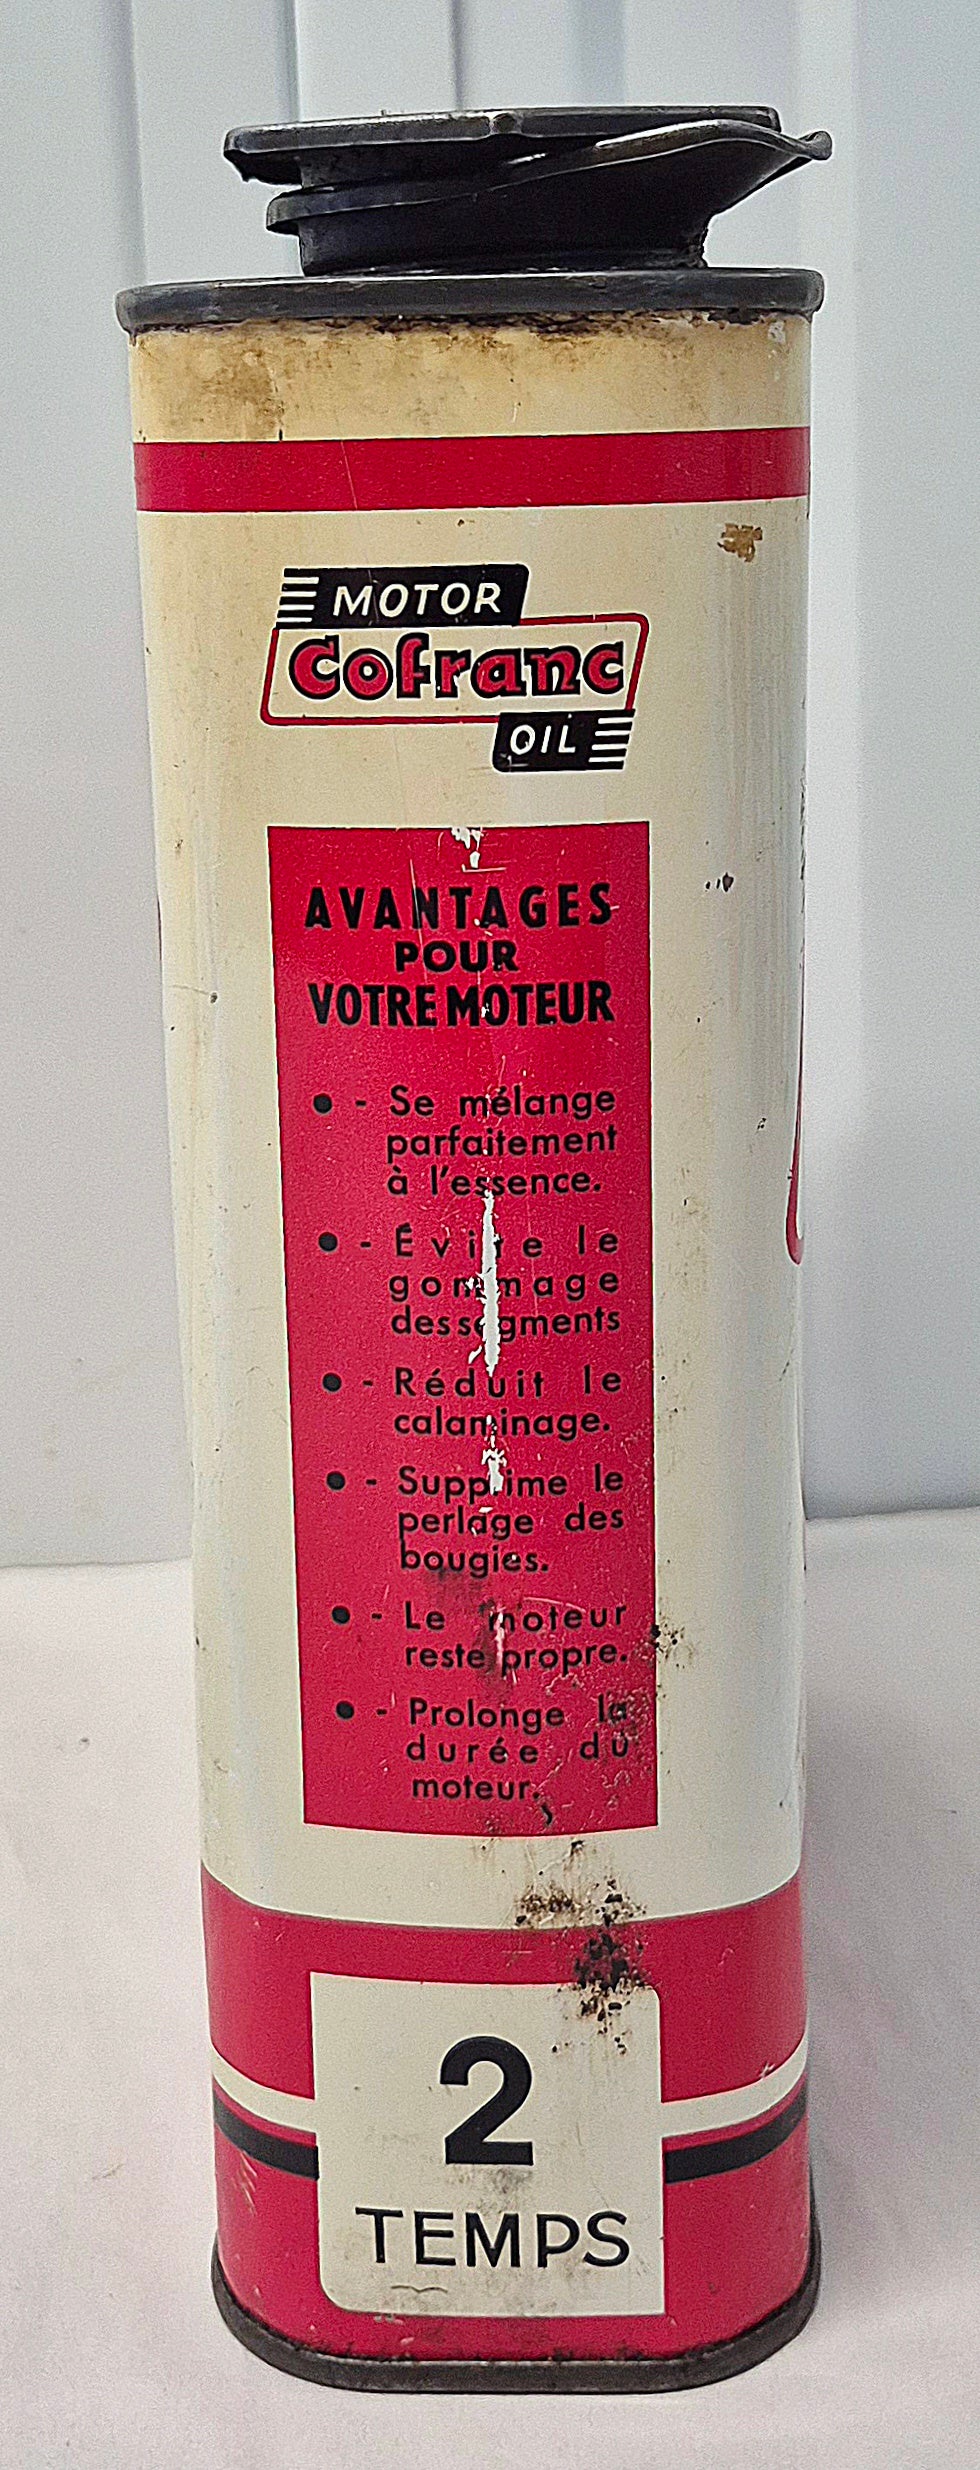 MOTOR
Cofranc
OIL
AVANTAGES
POUR
VOTRE MOTEUR
• - Se mélange
parfaitement
à l'essence.
• - Évite le
gommage
des segments
• - Réduit le
calaminage.
• - Supprime le
perlage des
bougies.
• - Le moteur
reste propre.
• - Prolonge la
durée du
moteur.
2
TEMPS